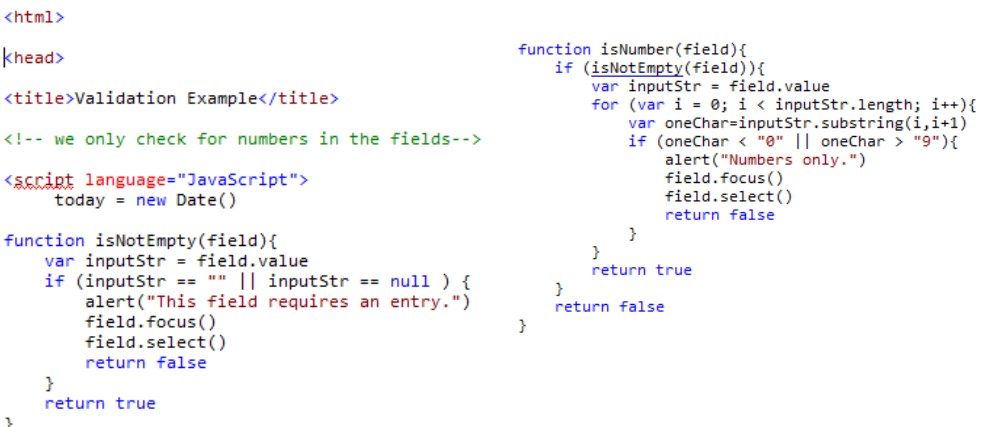 <html>
<head>
<title>Validation Example</title>
<!-- we only check for numbers in the fields-->
<script language="JavaScript">
     today = new Date()
function isNotEmpty(field){
    var inputStr = field.value
    if (inputStr == "" || inputStr == null ) {
        alert("This field requires an entry.")
        field.focus()
        field.select()
        return false
    }
    return true
}
function isNumber(field){
    if (isNotEmpty(field)){
        var inputStr = field.value
        for (var i = 0; i < inputStr.length; i++){
            var oneChar=inputStr.substring(i,i+1)
            if (oneChar < "0" || oneChar > "9"){
                alert("Numbers only.")
                field.focus()
                field.select()
                return false
            }
        }
        return true
    }
    return false
}